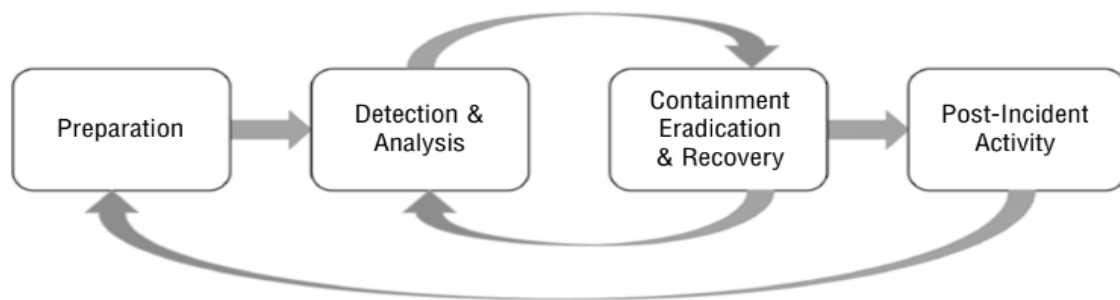 Preparation
Detection &
Analysis
Containment
Eradication
& Recovery
Post-Incident
Activity